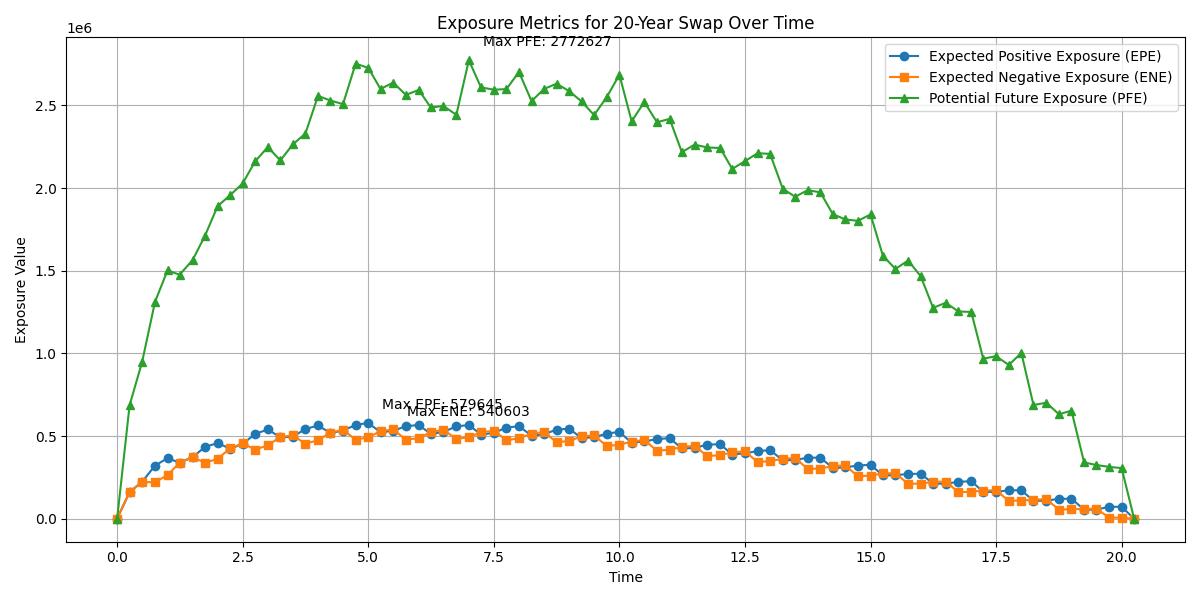 Exposure Metrics for 20-Year Swap Over Time
1e6
Max PFE: 2772627
Expected Positive Exposure (EPE)
Expected Negative Exposure (ENE)
Potential Future Exposure (PFE)
2.5
2.0
1.5
1.0
0.5
0.0
Exposure Value
Max EPE: 579645
Max ENE: 540603
0.0 2.5 5.0 7.5 10.0 12.5 15.0 17.5 20.0
Time